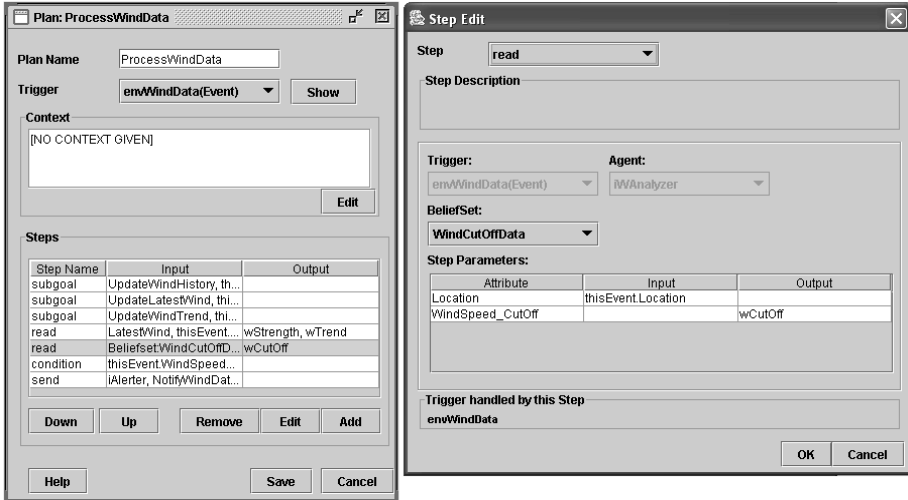 Plan: ProcessWindData
Plan Name ProcessWindData
Trigger envWindData(Event) Show
Context
[NO CONTEXT GIVEN]
Edit
Steps
Step Name Input Output
subgoal UpdateWindHistory, th...
subgoal UpdateLatestWind, thi...
subgoal UpdateWindTrend, thi...
read LatestWind, thisEvent.... wStrength, wTrend
read Beliefset:WindCutOffD... wCutOff
condition thisEvent.WindSpeed...
send iAlerter, NotifyWindDat...
Down Up Remove Edit Add
Help Save Cancel
Step Edit
Step read
Step Description
Trigger: Agent:
envWindData(Event) iWAnalyzer
BeliefSet:
WindCutOffData
Step Parameters:
Attribute Input Output
Location thisEvent.Location
WindSpeed_CutOff wCutOff
Trigger handled by this Step
envWindData
OK Cancel